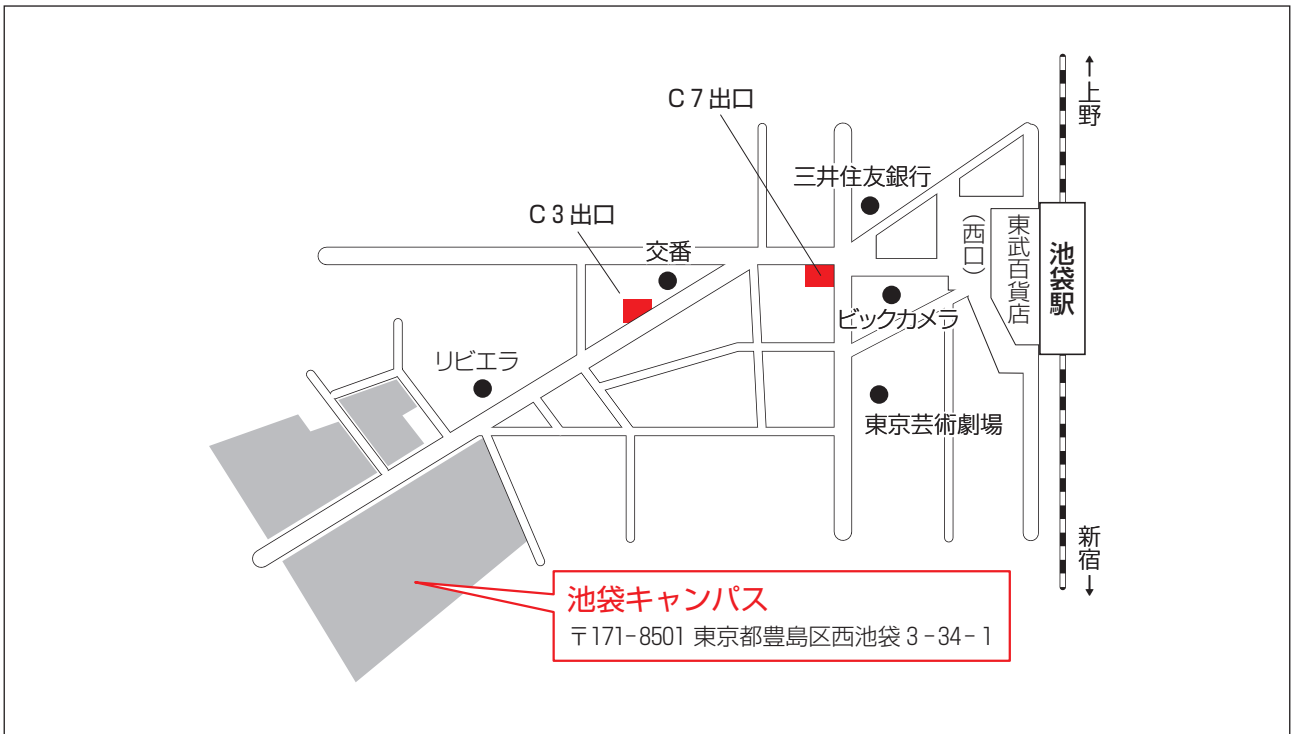 ↑上野
C7出口
三井住友銀行
C3出口
交番
(西口)
東武百貨店
池袋駅
ビックカメラ
リビエラ
東京芸術劇場
新宿↓
池袋キャンパス
〒171-8501 東京都豊島区西池袋3-34-1